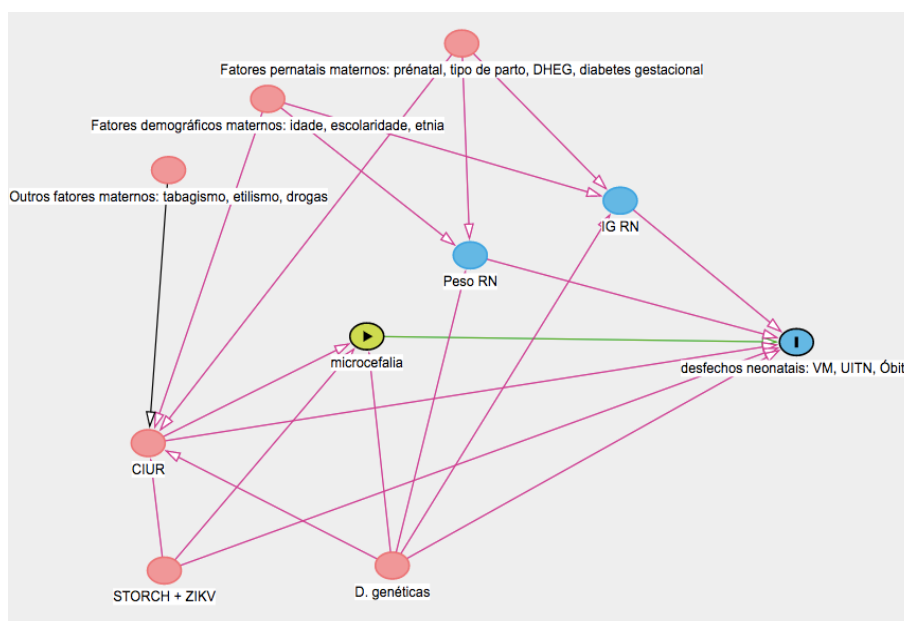 Fatores pernatais maternos: prénatal, tipo de parto, DHEG, diabetes gestacional
Fatores demográficos maternos: idade, escolaridade, etnia
Outros fatores maternos: tabagismo, etilismo, drogas
IG RN
Peso RN
microcefalia
desfechos neonatais: VM, UITN, Óbit
CIUR
D. genéticas
STORCH + ZIKV